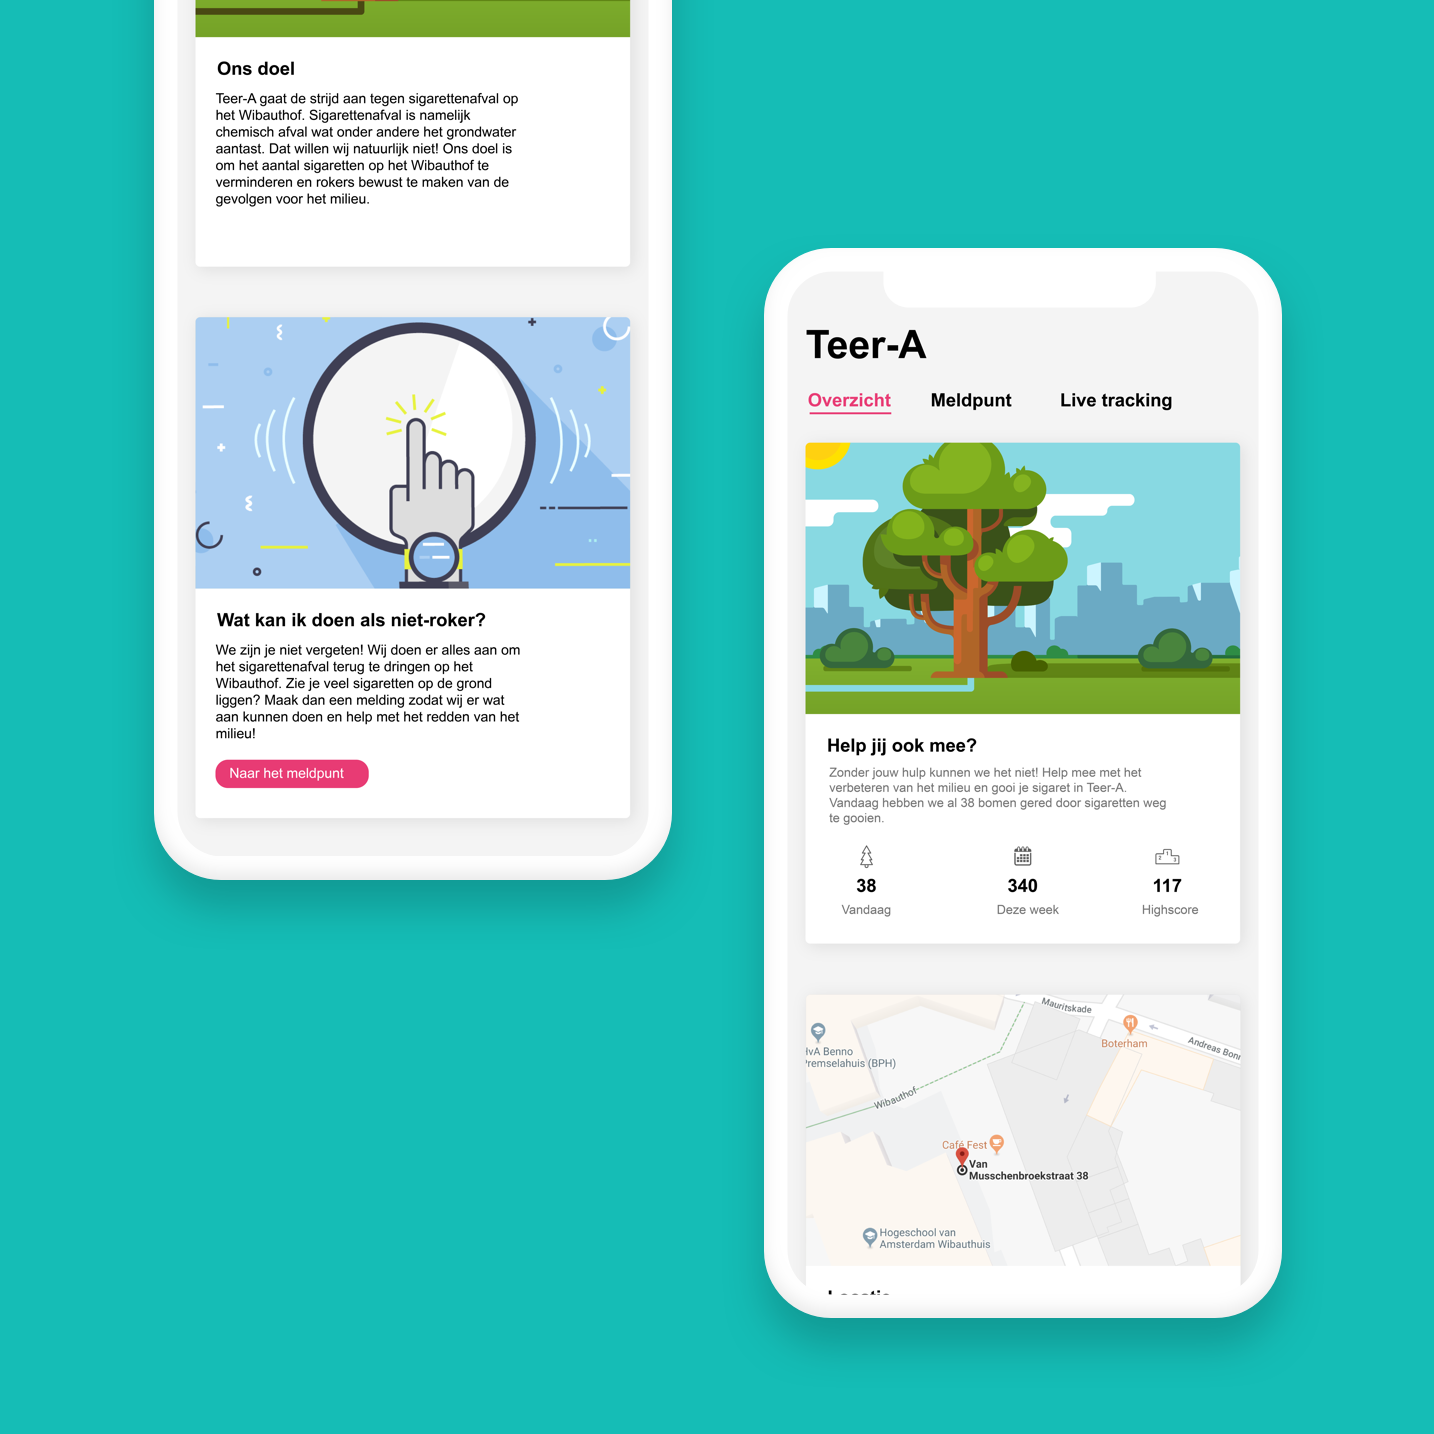 Ons doel
Teer-A gaat de strijd aan tegen sigarettenafval op
het Wibauthof. Sigarettenafval is namelijk
chemisch afval wat onder andere het grondwater
aantast. Dat willen wij natuurlijk niet! Ons doel is
om het aantal sigaretten op het Wibauthof te
verminderen en rokers bewust te maken van de
gevolgen voor het milieu.
Wat kan ik doen als niet-roker?
We zijn je niet vergeten! Wij doen er alles aan om
het sigarettenafval terug te dringen op het
Wibauthof. Zie je veel sigaretten op de grond
liggen? Maak dan een melding zodat wij er wat
aan kunnen doen en help met het redden van het
milieu!
Naar het meldpunt
Teer-A
Overzicht Meldpunt Live tracking
Help jij ook mee?
Zonder jouw hulp kunnen we het niet! Help mee met het
verbeteren van het milieu en gooi je sigaret in Teer-A.
Vandaag hebben we al 38 bomen gered door sigaretten weg
te gooien.
2 1 3
38 340 117
Vandaag Deze week Highscore
Mauritskade
Boterham
Andreas Bonn
HvA Benno
Premselahuis (BPH)
Wibauthof
Café Fest
Van
Musschenbroekstraat 38
Hogeschool van
Amsterdam Wibauthuis
Locatie